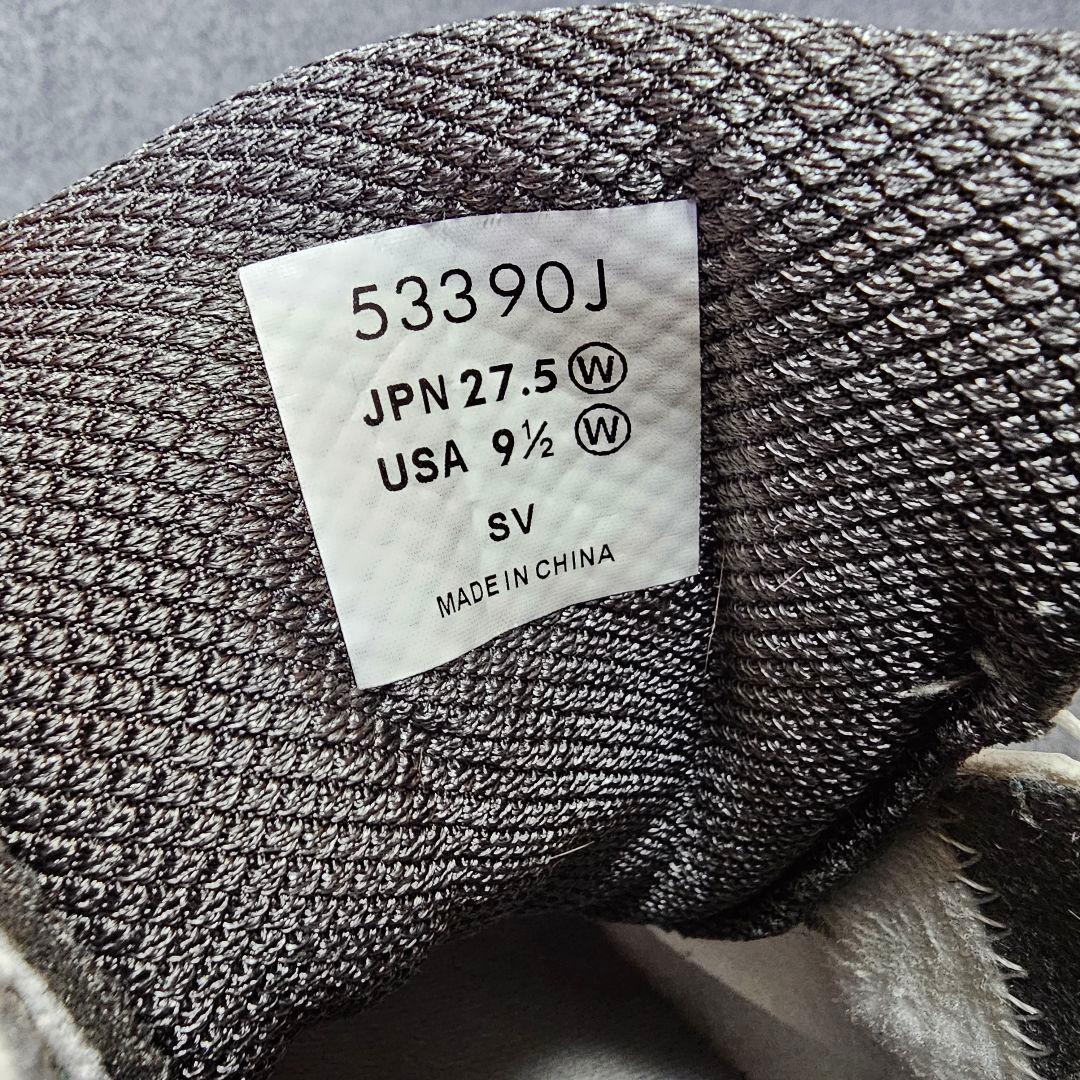 53390J
JPN 27.5 Ⓦ
USA 9½ Ⓦ
SV
MADE IN CHINA